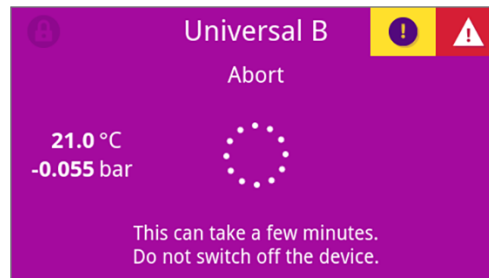 Universal B
Abort
21.0 °C
-0.055 bar
This can take a few minutes.
Do not switch off the device.